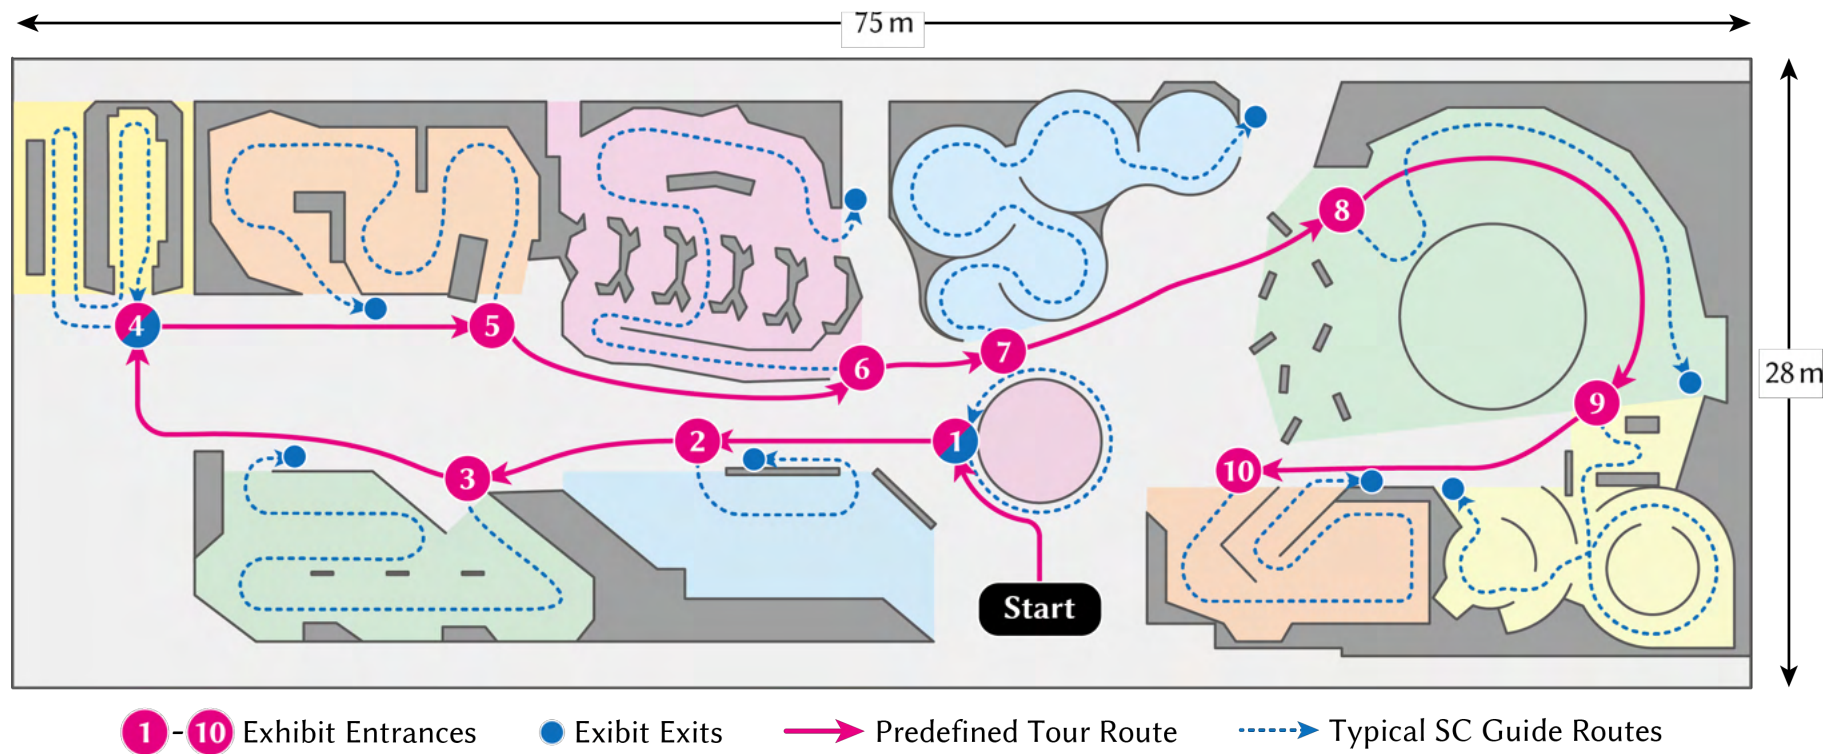 75 m
28 m
8
4
5
7
6
9
1
2
10
3
Start
1 - 10 Exhibit Entrances
Exibit Exits
Predefined Tour Route
Typical SC Guide Routes